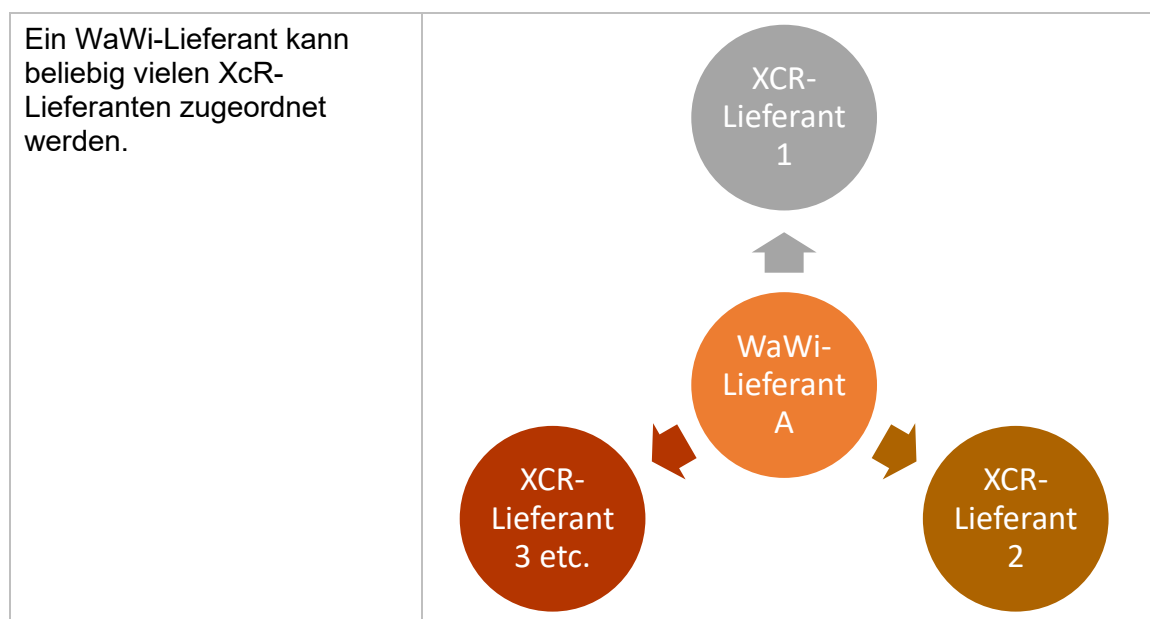 Ein WaWi-Lieferant kann
beliebig vielen XcR-
Lieferanten zugeordnet
werden.
XCR-
Lieferant
1
WaWi-
Lieferant
A
XCR-
Lieferant
3 etc.
XCR-
Lieferant
2